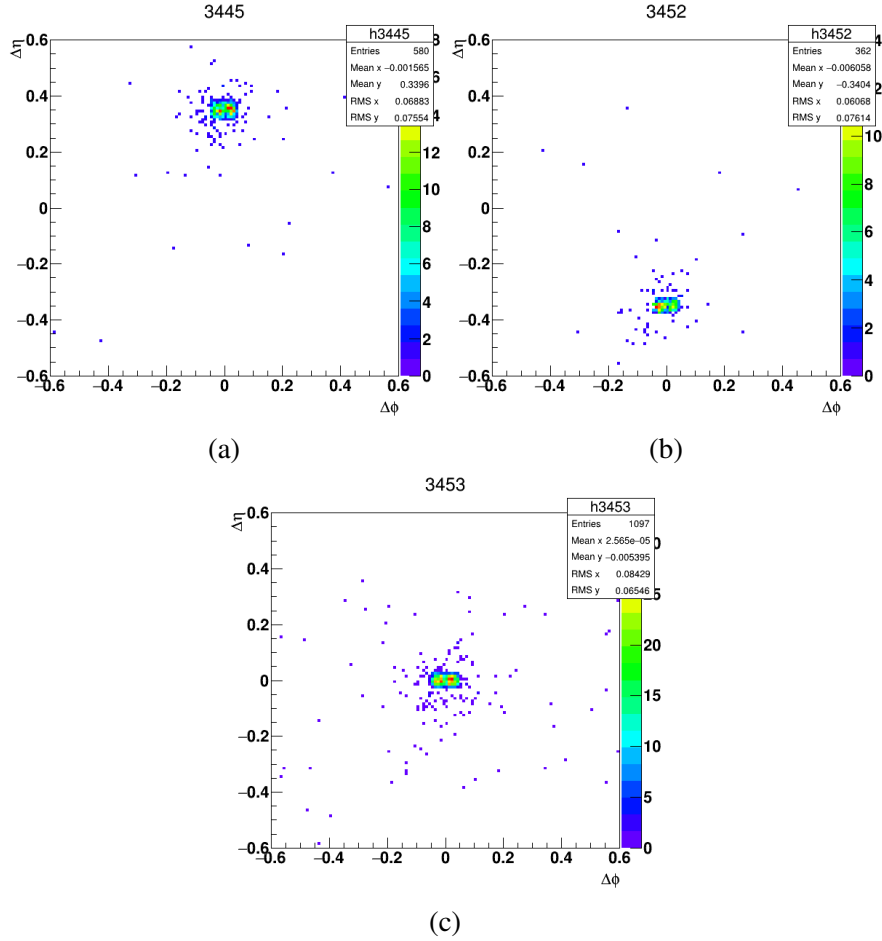 3445
h3445
Entries 580
Mean x −0.001565
Mean y 0.3396
RMS x 0.06883
RMS y 0.07554
Δη
0.6
0.4
0.2
0
−0.2
−0.4
−0.6
−0.6 −0.4 −0.2 0 0.2 0.4 0.6
Δϕ
8
14
12
10
8
6
4
2
0
(a)
3452
h3452
Entries 362
Mean x −0.006058
Mean y −0.3404
RMS x 0.06068
RMS y 0.07614
Δη
0.6
0.4
0.2
0
−0.2
−0.4
−0.6
−0.6 −0.4 −0.2 0 0.2 0.4 0.6
Δϕ
4
2
10
8
6
4
2
0
(b)
3453
h3453
Entries 1097
Mean x 2.565e−05
Mean y −0.005395
RMS x 0.08429
RMS y 0.06546
Δη
0.6
0.4
0.2
0
−0.2
−0.4
−0.6
−0.6 −0.4 −0.2 0 0.2 0.4 0.6
Δϕ
0
25
20
15
10
5
0
(c)